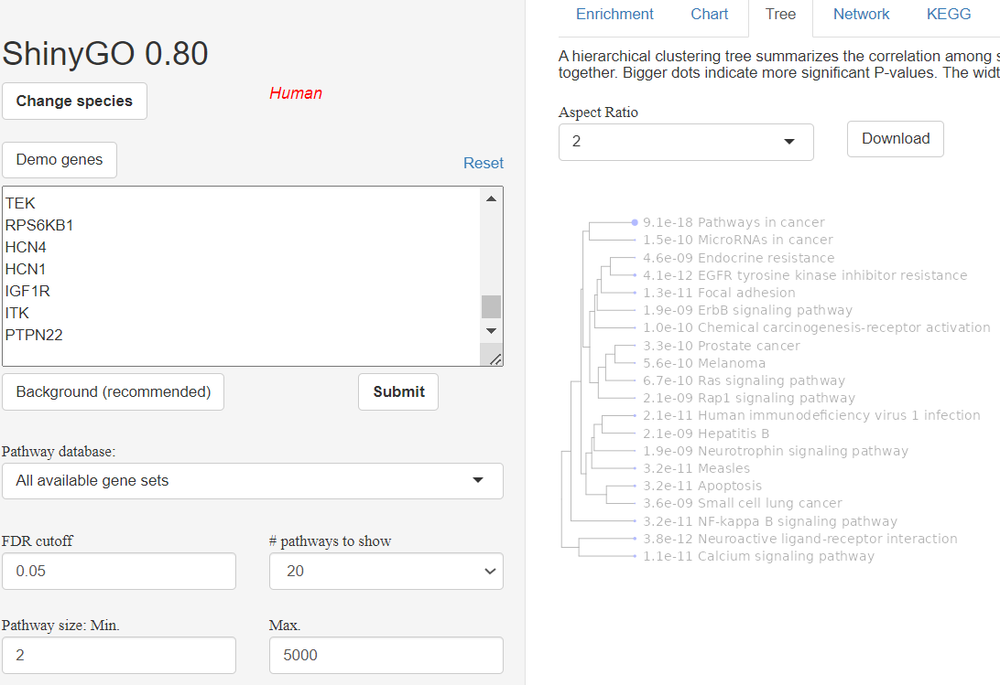 ShinyGO 0.80
Change species
Human
Demo genes
Reset
TEK
RPS6KB1
HCN4
HCN1
IGF1R
ITK
PTPN22
Background (recommended)
Submit
Pathway database:
All available gene sets
FDR cutoff
# pathways to show
0.05
20
Pathway size: Min.
Max.
2
5000
Enrichment
Chart
Tree
Network
KEGG
A hierarchical clustering tree summarizes the correlation among
together. Bigger dots indicate more significant P-values. The
Aspect Ratio
2
Download
9.1e-18 Pathways in cancer
1.5e-10 MicroRNAs in cancer
4.6e-09 Endocrine resistance
4.1e-12 EGFR tyrosine kinase inhibitor resistance
1.3e-11 Focal adhesion
1.9e-09 ErbB signaling pathway
1.0e-10 Chemical carcinogenesis-receptor activation
3.3e-10 Prostate cancer
5.6e-10 Melanoma
6.7e-10 Ras signaling pathway
2.1e-09 Rap1 signaling pathway
2.1e-11 Human immunodeficiency virus 1 infection
2.1e-09 Hepatitis B
1.9e-09 Neurotrophin signaling pathway
3.2e-11 Measles
3.2e-11 Apoptosis
3.6e-09 Small cell lung cancer
3.2e-11 NF-kappa B signaling pathway
3.8e-12 Neuroactive ligand-receptor interaction
1.1e-11 Calcium signaling pathway